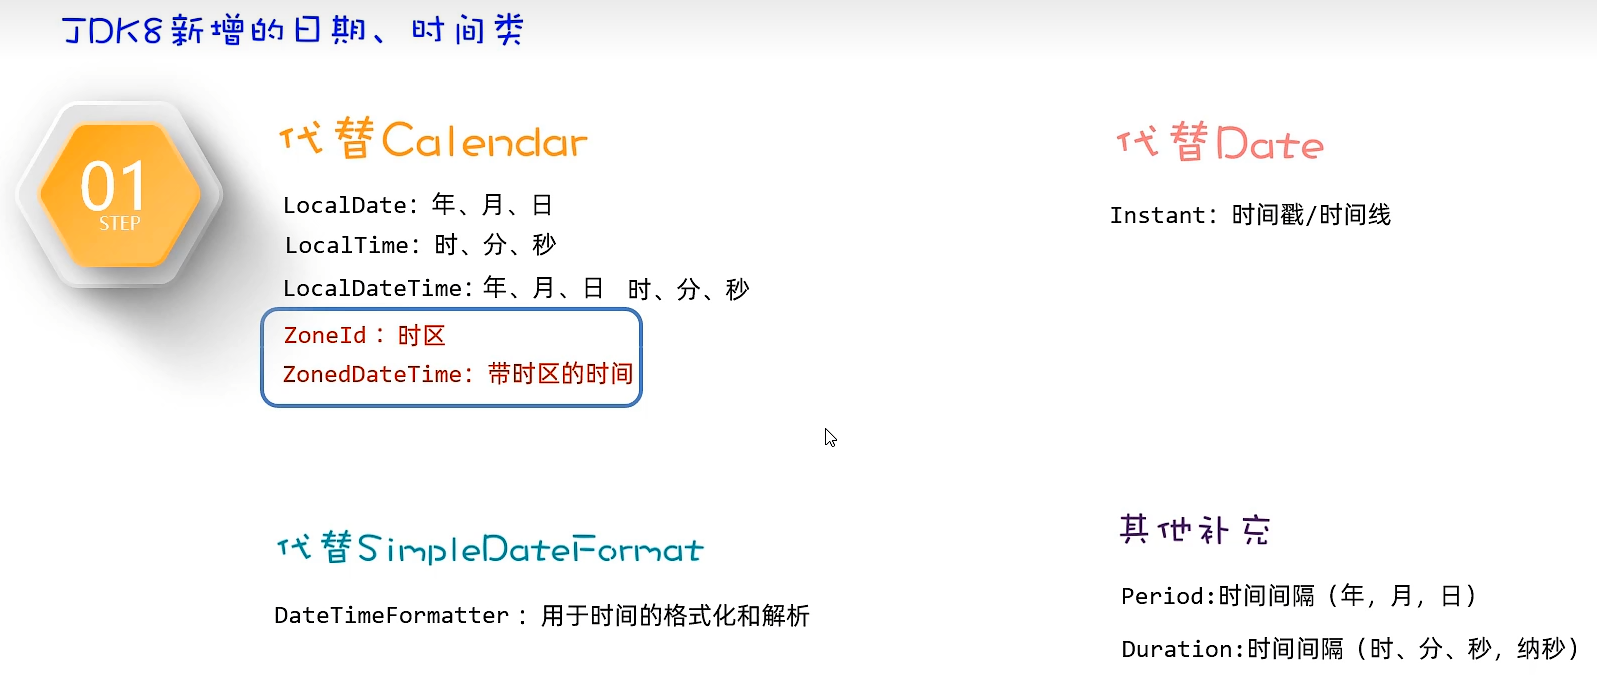 JDK8新增的日期、时间类
01
STEP
代替Calendar
LocalDate：年、月、日
LocalTime：时、分、秒
LocalDateTime：年、月、日 时、分、秒
ZoneId：时区
ZonedDateTime：带时区的时间
代替Date
Instant：时间戳/时间线
代替SimpleDateFormat
DateTimeFormatter：用于时间的格式化和解析
其他补充
Period:时间间隔（年，月，日）
Duration:时间间隔（时、分、秒，纳秒）